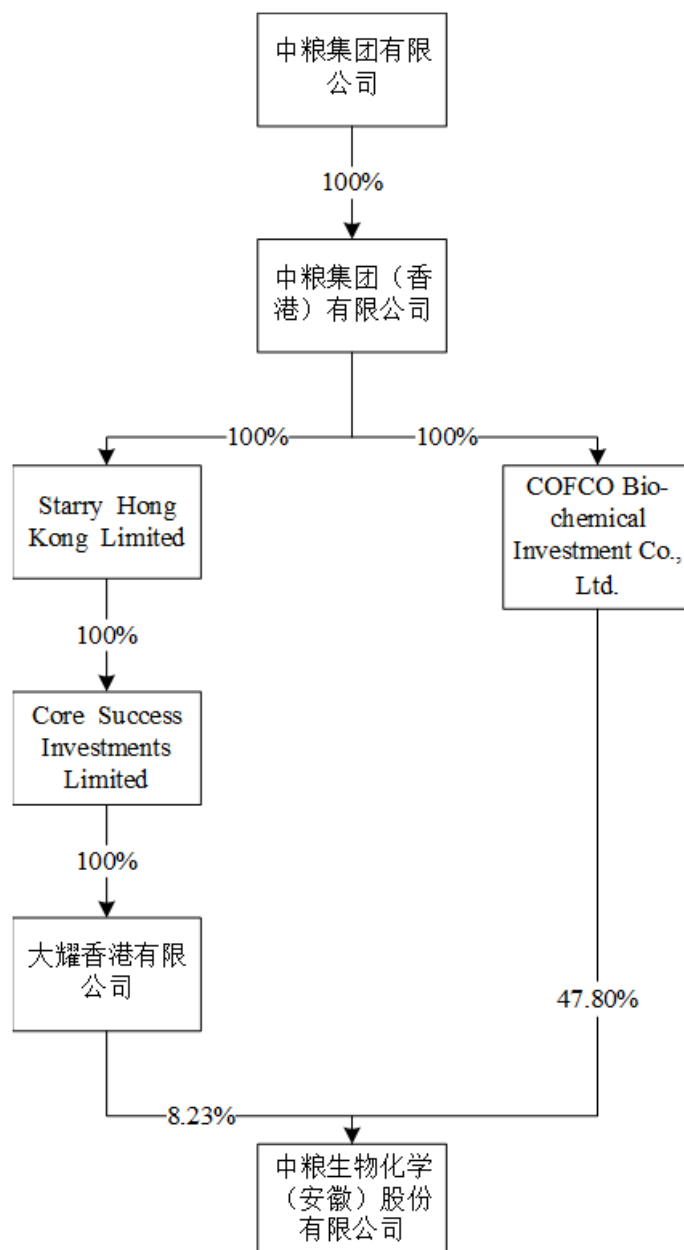 中粮集团有限
公司
100%
中粮集团（香
港）有限公司
100%
100%
Starry Hong
Kong Limited
COFCO Bio-
chemical
Investment Co.,
Ltd.
100%
Core Success
Investments
Limited
100%
大耀香港有限
公司
47.80%
8.23%
中粮生物化学
（安徽）股份
有限公司